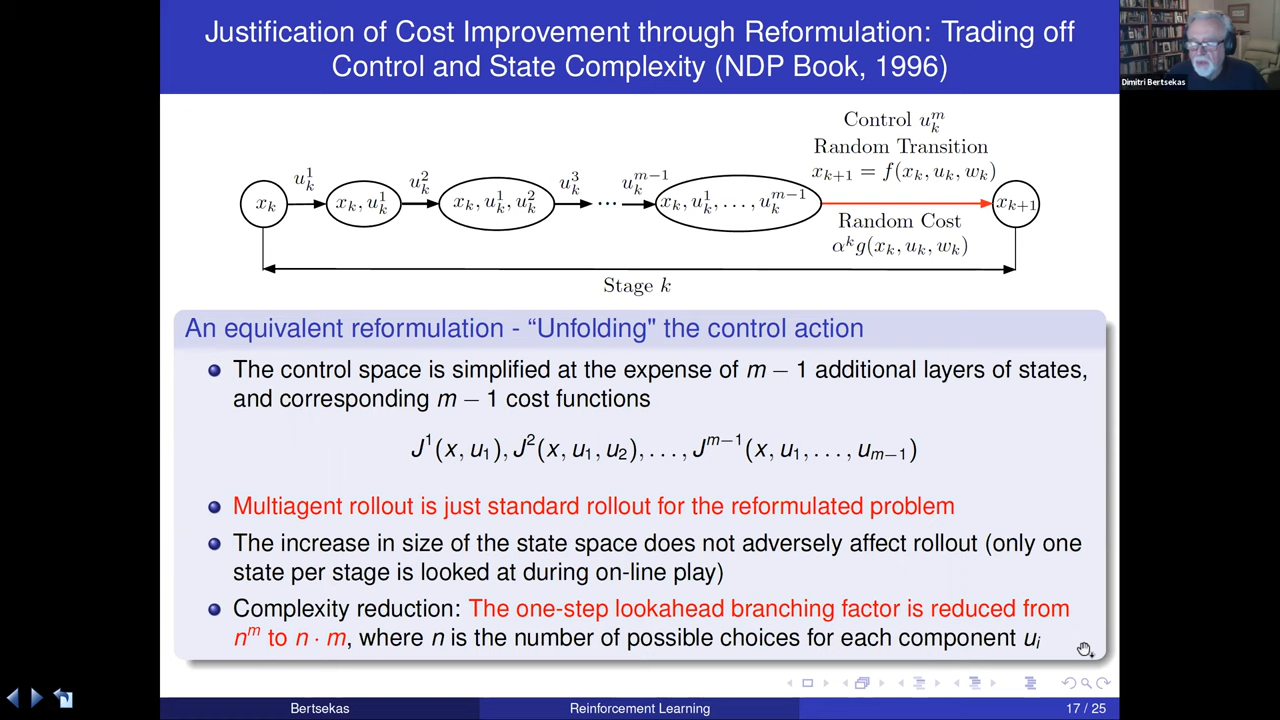 Justification of Cost Improvement through Reformulation: Trading off
Control and State Complexity (NDP Book, 1996)
Dimitri Bertsekas
Control u_k^m
Random Transition
x_{k+1} = f(x_k, u_k, w_k)
u_k^1 u_k^2 u_k^3 u_k^{m−1}
x_k x_k, u_k^1 x_k, u_k^1, u_k^2 ··· x_k, u_k^1, . . . , u_k^{m−1} x_{k+1}
Random Cost
α^k g(x_k, u_k, w_k)
Stage k
An equivalent reformulation - “Unfolding" the control action
The control space is simplified at the expense of m − 1 additional layers of states,
and corresponding m − 1 cost functions
J^1(x, u_1), J^2(x, u_1, u_2), . . . , J^{m−1}(x, u_1, . . . , u_{m−1})
Multiagent rollout is just standard rollout for the reformulated problem
The increase in size of the state space does not adversely affect rollout (only one
state per stage is looked at during on-line play)
Complexity reduction: The one-step lookahead branching factor is reduced from
n^m to n · m, where n is the number of possible choices for each component u_i
Bertsekas Reinforcement Learning 17 / 25